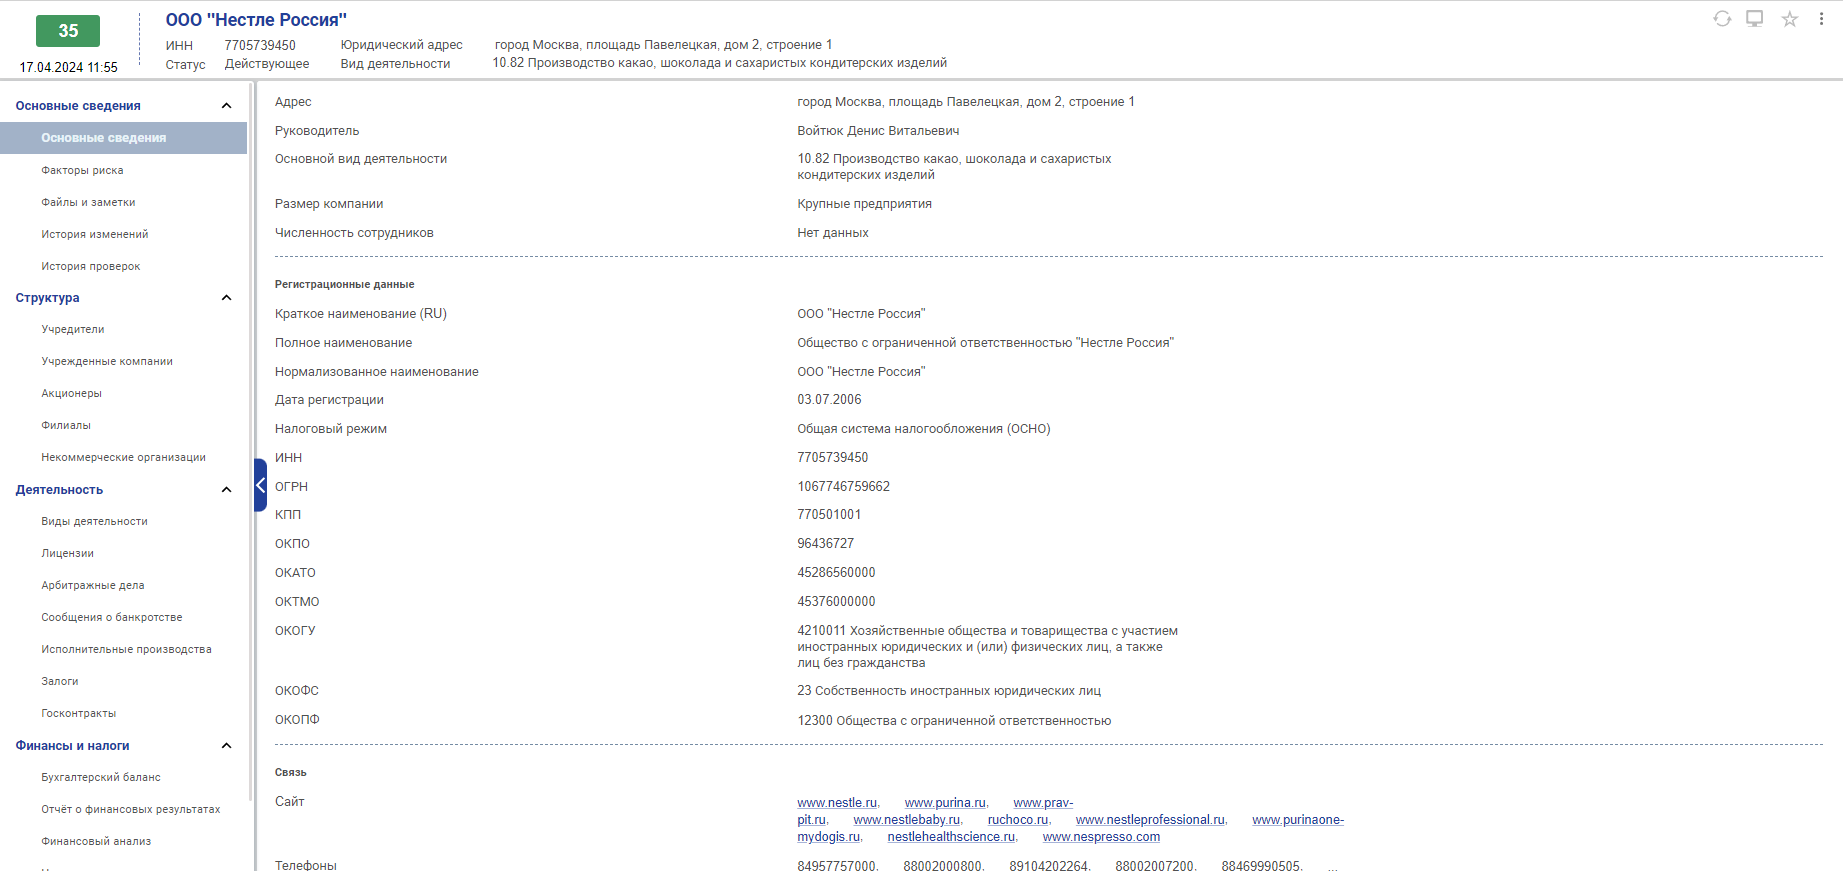 35
17.04.2024 11:55
ООО "Нестле Россия"
ИНН 7705739450 Юридический адрес город Москва, площадь Павелецкая, дом 2, строение 1
Статус Действующее Вид деятельности 10.82 Производство какао, шоколада и сахаристых кондитерских изделий
Основные сведения
Основные сведения
Факторы риска
Файлы и заметки
История изменений
История проверок
Структура
Учредители
Учрежденные компании
Акционеры
Филиалы
Некоммерческие организации
Деятельность
Виды деятельности
Лицензии
Арбитражные дела
Сообщения о банкротстве
Исполнительные производства
Залоги
Госконтракты
Финансы и налоги
Бухгалтерский баланс
Отчёт о финансовых результатах
Финансовый анализ
Адрес город Москва, площадь Павелецкая, дом 2, строение 1
Руководитель Войтюк Денис Витальевич
Основной вид деятельности 10.82 Производство какао, шоколада и сахаристых
кондитерских изделий
Размер компании Крупные предприятия
Численность сотрудников Нет данных
Регистрационные данные
Краткое наименование (RU) ООО "Нестле Россия"
Полное наименование Общество с ограниченной ответственностью "Нестле Россия"
Нормализованное наименование ООО "Нестле Россия"
Дата регистрации 03.07.2006
Налоговый режим Общая система налогообложения (ОСНО)
ИНН 7705739450
ОГРН 1067746759662
КПП 770501001
ОКПО 96436727
ОКАТО 45286560000
ОКТМО 45376000000
ОКОГУ 4210011 Хозяйственные общества и товарищества с участием
иностранных юридических и (или) физических лиц, а также
лиц без гражданства
ОКОФС 23 Собственность иностранных юридических лиц
ОКОПФ 12300 Общества с ограниченной ответственностью
Связь
Сайт www.nestle.ru, www.purina.ru, www.prav-
pit.ru, www.nestlebaby.ru, ruchoco.ru, www.nestleprofessional.ru, www.purinaone-
mydogis.ru, nestlehealthscience.ru, www.nespresso.com
Телефоны 84957757000, 88002000800, 89104202264, 88002007200, 88469990505, ...